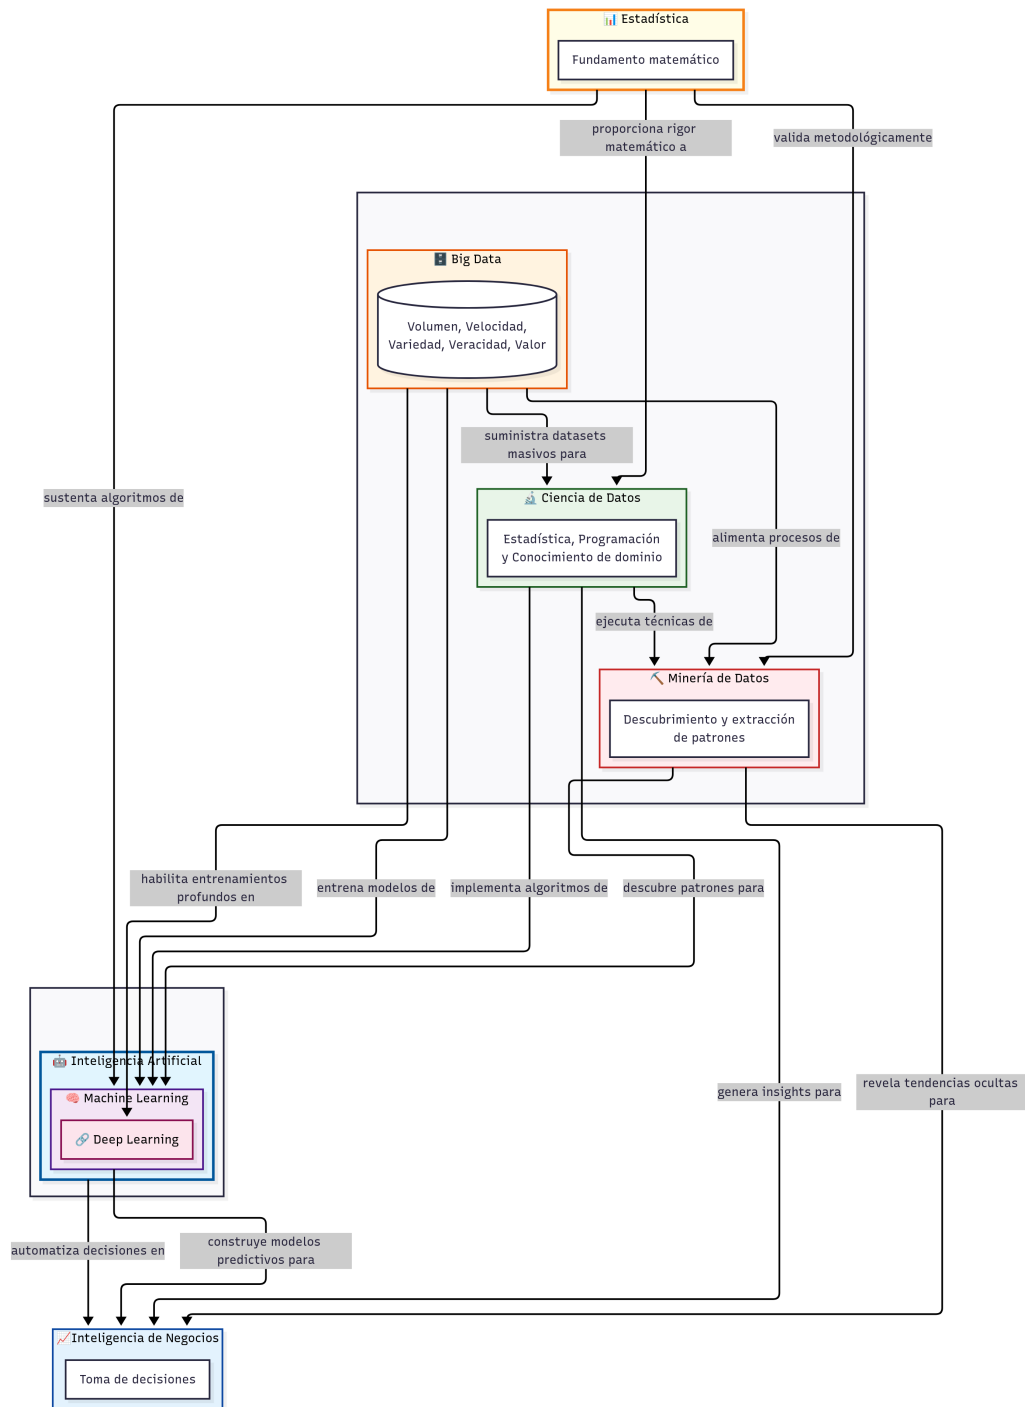 📊 Estadística
Fundamento matemático
proporciona rigor
matemático a
valida metodológicamente
🗄️ Big Data
Volumen, Velocidad,
Variedad, Veracidad, Valor
suministra datasets
masivos para
sustenta algoritmos de
🔬 Ciencia de Datos
Estadística, Programación
y Conocimiento de dominio
alimenta procesos de
ejecuta técnicas de
⛏️ Minería de Datos
Descubrimiento y extracción
de patrones
habilita entrenamientos
profundos en
entrena modelos de
implementa algoritmos de
descubre patrones para
🤖 Inteligencia Artificial
🧠 Machine Learning
🔗 Deep Learning
genera insights para
revela tendencias ocultas
para
automatiza decisiones en
construye modelos
predictivos para
📈Inteligencia de Negocios
Toma de decisiones